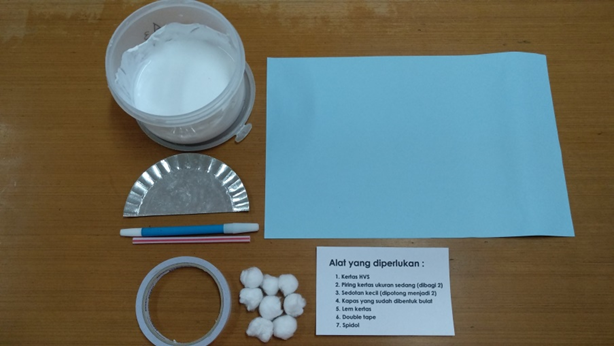 Alat yang diperlukan :
1. Kertas HVS
2. Piring kertas ukuran sedang (dibagi 2)
3. Sedotan kecil (dipotong menjadi 2)
4. Kapas yang sudah dibentuk bulat
5. Lem kertas
6. Double tape
7. Spidol